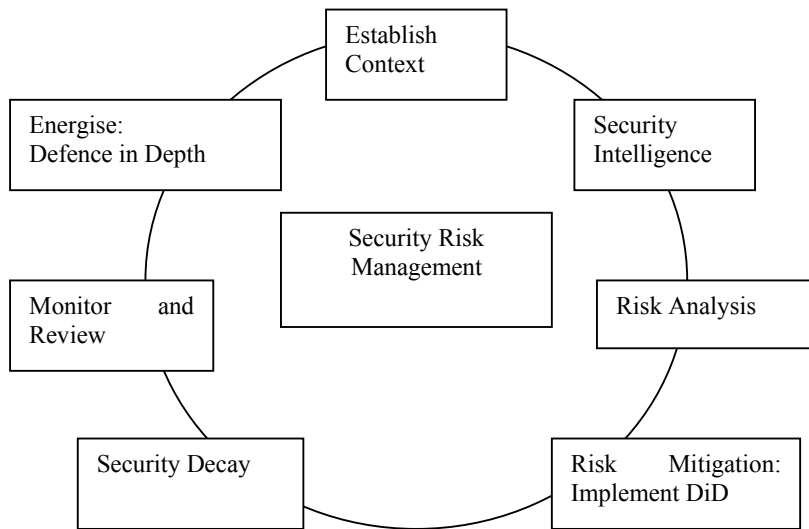 Establish
Context
Energise:
Defence in Depth
Security
Intelligence
Security Risk
Management
Monitor and
Review
Risk Analysis
Security Decay
Risk Mitigation:
Implement DiD